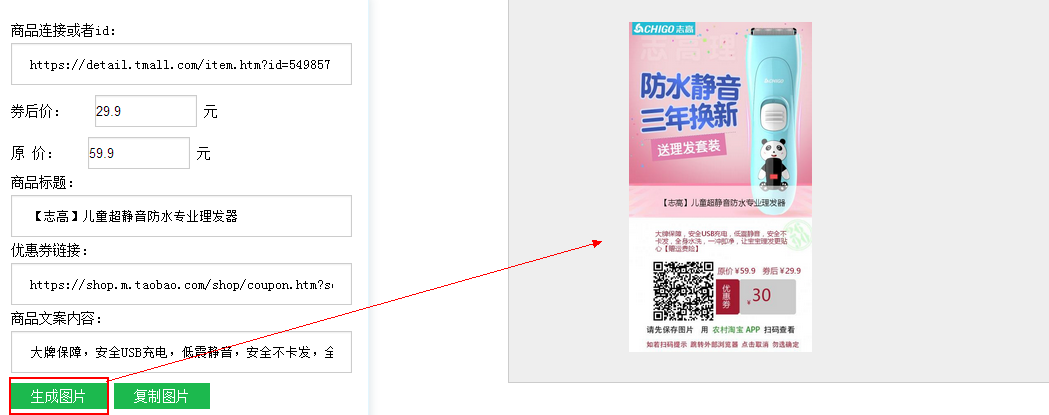 商品连接或者id:
https://detail.tmall.com/item.htm?id=549857
券后价: 29.9 元
原 价: 59.9 元
商品标题:
【志高】儿童超静音防水专业理发器
优惠券链接:
https://shop.m.taobao.com/shop/coupon.htm?s
商品文案内容:
大牌保障，安全USB充电，低震静音，安全不卡发，全
生成图片 复制图片
CHIGO 志高
志高理
防水静音
三年换新
送理发套装
CHIGO
【志高】儿童超静音防水专业理发器
大牌保障，安全USB充电，低震静音，安全不
卡发，全身水洗，一冲即净，让宝宝理发更贴
心【赠运费险】
原价 ¥59.9 券后 ¥29.9
优惠券 ¥30
请先保存图片 用 农村淘宝 APP 扫码查看
如若扫码提示 跳转外部浏览器 点击取消 勿选确定